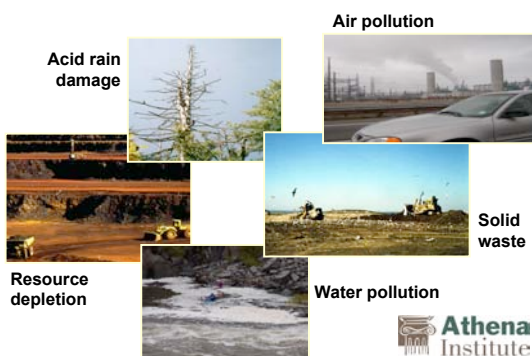 Air pollution
Acid rain
damage
Solid
waste
Resource
depletion
Water pollution
Athena
Institute